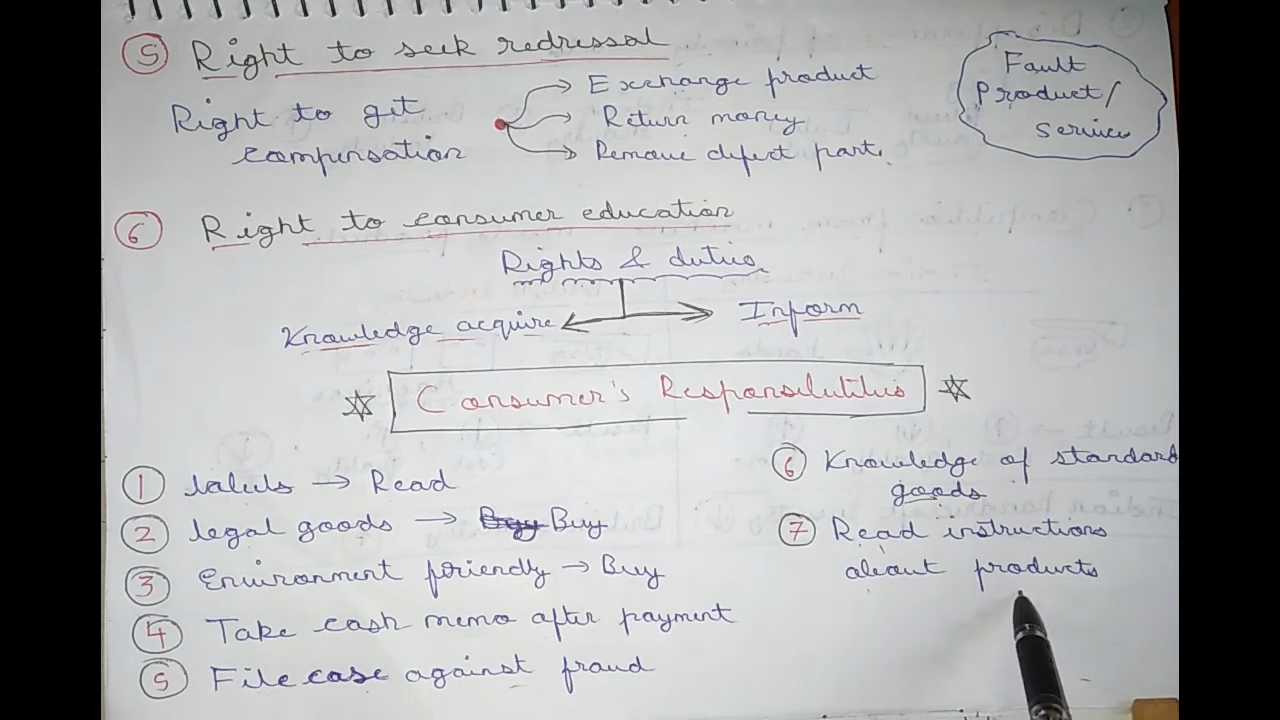 5 Right to seek redressal
Right to get compensation
Exchange product
Return money
Remove defect part.
Fault
Product/
Service
6 Right to consumer education
Rights & duties
Knowledge acquire
Inform
Consumer's Responsibilities
1 labels → Read
2 legal goods → Buy
3 Environment friendly → Buy
4 Take cash memo after payment
5 File case against fraud
6 Knowledge of standard
goods
7 Read instructions
about products